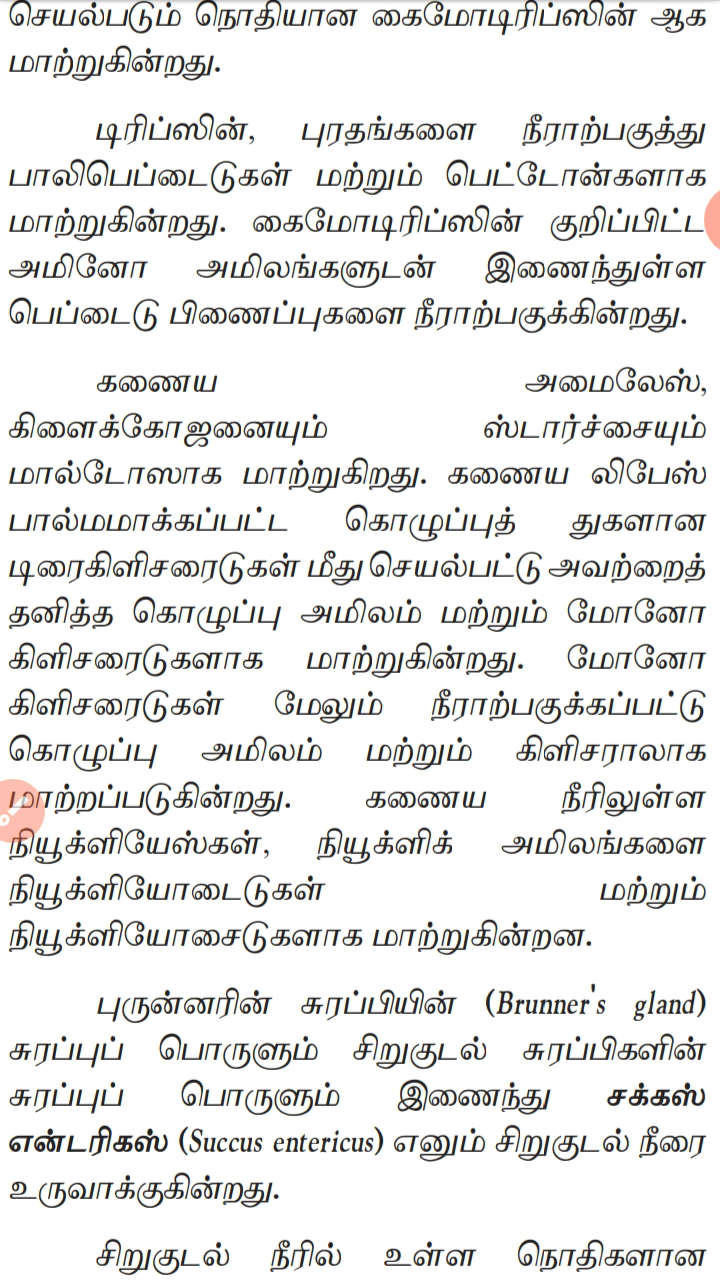 செயல்படும் நொதியான கைமோடிரிப்ஸின் ஆக
மாற்றுகின்றது.
டிரிப்ஸின், புரதங்களை நீராற்பகுத்து
பாலிபெப்டைடுகள் மற்றும் பெட்டோன்களாக
மாற்றுகின்றது. கைமோடிரிப்ஸின் குறிப்பிட்ட
அமினோ அமிலங்களுடன் இணைந்துள்ள
பெப்டைடு பிணைப்புகளை நீராற்பகுக்கின்றது.
கணைய அமைலேஸ்,
கிளைக்கோஜனையும் ஸ்டார்ச்சையும்
மால்டோஸாக மாற்றுகிறது. கணைய லிபேஸ்
பால்மமாக்கப்பட்ட கொழுப்புத் துகளான
டிரைகிளிசரைடுகள் மீது செயல்பட்டு அவற்றைத்
தனித்த கொழுப்பு அமிலம் மற்றும் மோனோ
கிளிசரைடுகளாக மாற்றுகின்றது. மோனோ
கிளிசரைடுகள் மேலும் நீராற்பகுக்கப்பட்டு
கொழுப்பு அமிலம் மற்றும் கிளிசராலாக
மாற்றப்படுகின்றது. கணைய நீரிலுள்ள
நியூக்ளியேஸ்கள், நியூக்ளிக் அமிலங்களை
நியூக்ளியோடைடுகள் மற்றும்
நியூக்ளியோசைடுகளாக மாற்றுகின்றன.
புருன்னரின் சுரப்பியின் (Brunner's gland)
சுரப்புப் பொருளும் சிறுகுடல் சுரப்பிகளின்
சுரப்புப் பொருளும் இணைந்து சக்கஸ்
என்டரிகஸ் (Succus entericus) எனும் சிறுகுடல் நீரை
உருவாக்குகின்றது.
சிறுகுடல் நீரில் உள்ள நொதிகளான